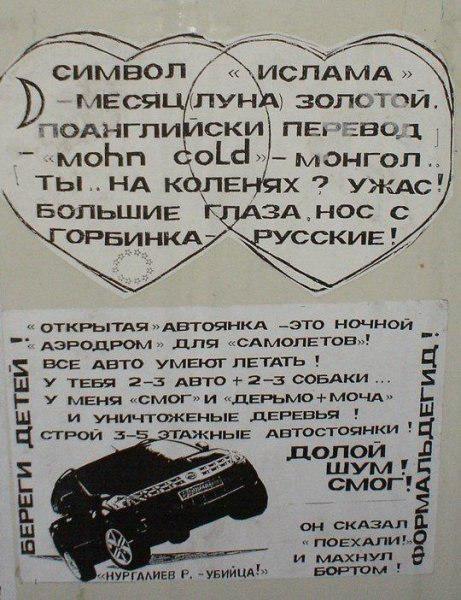 СИМВОЛ « ИСЛАМА »
– МЕСЯЦ (ЛУНА) ЗОЛОТОЙ.
ПОАНГЛИЙСКИ ПЕРЕВОД
– «моhn coLd» – МОНГОЛ..
ТЫ.. НА КОЛЕНЯХ ? УЖАС!
БОЛЬШИЕ ГЛАЗА, НОС С
ГОРБИНКА – РУССКИЕ !
« ОТКРЫТАЯ» АВТОЯНКА –ЭТО НОЧНОЙ
« АЭРОДРОМ » ДЛЯ «САМОЛЕТОВ»!
ВСЕ АВТО УМЕЮТ ЛЕТАТЬ !
У ТЕБЯ 2-3 АВТО + 2-3 СОБАКИ ...
У МЕНЯ «СМОГ» И «ДЕРЬМО+МОЧА»
И УНИЧТОЖЕНЫЕ ДЕРЕВЬЯ !
СТРОЙ 3-5 ЭТАЖНЫЕ АВТОСТОЯНКИ !
БЕРЕГИ ДЕТЕЙ !
ДОЛОЙ
ШУМ !
СМОГ!
ФОРМАЛЬДЕГИД !
ОН СКАЗАЛ
« ПОЕХАЛИ!»
И МАХНУЛ
БОРТОМ !
«НУРГАЛИЕВ Р. –УБИЙЦА!»